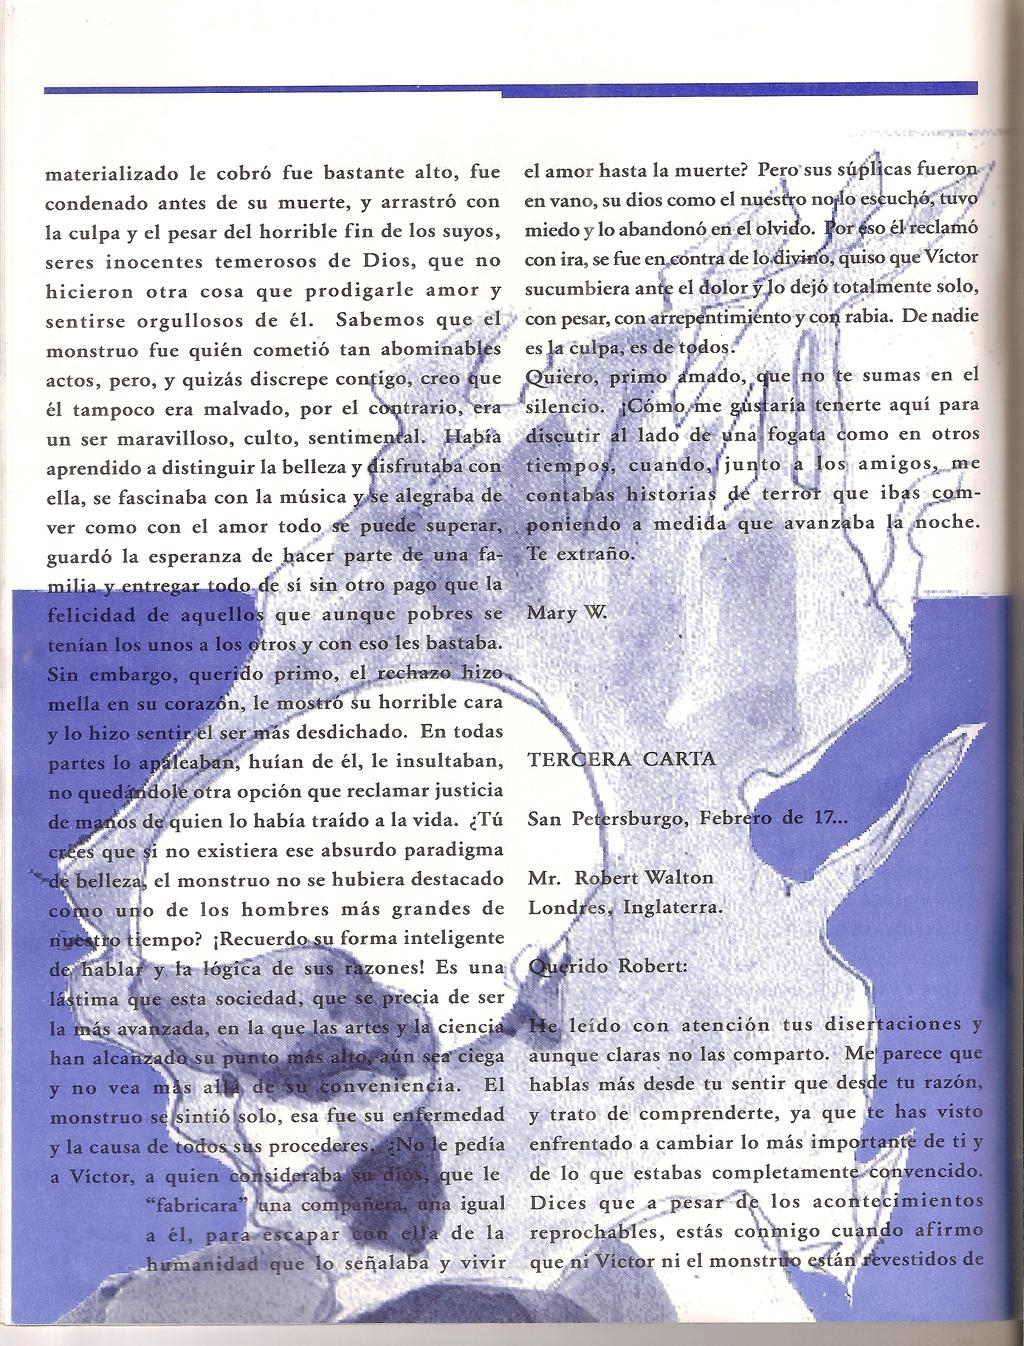 materializado le cobró fue bastante alto, fue
condenado antes de su muerte, y arrastró con
la culpa y el pesar del horrible fin de los suyos,
seres inocentes temerosos de Dios, que no
hicieron otra cosa que prodigarle amor y
sentirse orgullosos de él. Sabemos que el
monstruo fue quién cometió tan abominables
actos, pero, y quizás discrepe contigo, creo que
él tampoco era malvado, por el contrario, era
un ser maravilloso, culto, sentimental. Había
aprendido a distinguir la belleza y disfrutaba con
ella, se fascinaba con la música y se alegraba de
ver como con el amor todo se puede superar,
guardó la esperanza de hacer parte de una fa-
milia y entregar todo de sí sin otro pago que la
felicidad de aquellos que aunque pobres se
tenían los unos a los otros y con eso les bastaba.
Sin embargo, querido primo, el rechazo hizo
mella en su corazón, le mostró su horrible cara
y lo hizo sentir el ser más desdichado. En todas
partes lo apaleaban, huían de él, le insultaban,
no quedándole otra opción que reclamar justicia
de manos de quien lo había traído a la vida. ¿Tú
crees que si no existiera ese absurdo paradigma
de belleza, el monstruo no se hubiera destacado
como uno de los hombres más grandes de
nuestro tiempo? ¡Recuerdo su forma inteligente
de hablar y la lógica de sus razones! Es una
lástima que esta sociedad, que se precia de ser
la más avanzada, en la que las artes y la ciencia
han alcanzado su punto más alto, aún sea ciega
y no vea más allá de su conveniencia. El
monstruo se sintió solo, esa fue su enfermedad
y la causa de todos sus procederes. ¿No le pedía
a Víctor, a quien consideraba su dios, que le
“fabricara” una compañera, una igual
a él, para escapar con ella de la
humanidad que lo señalaba y vivir
el amor hasta la muerte? Pero sus súplicas fueron
en vano, su dios como el nuestro no lo escuchó, tuvo
miedo y lo abandonó en el olvido. Por eso él reclamó
con ira, se fue en contra de lo divino, quiso que Víctor
sucumbiera ante el dolor y lo dejó totalmente solo,
con pesar, con arrepentimiento y con rabia. De nadie
es la culpa, es de todos.
Quiero, primo amado, que no te sumas en el
silencio. ¡Cómo me gustaría tenerte aquí para
discutir al lado de una fogata como en otros
tiempos, cuando, junto a los amigos, me
contabas historias de terror que ibas com-
poniendo a medida que avanzaba la noche.
Te extraño.
Mary W.
TERCERA CARTA
San Petersburgo, Febrero de 17...
Mr. Robert Walton
Londres, Inglaterra.
Querido Robert:
He leído con atención tus disertaciones y
aunque claras no las comparto. Me parece que
hablas más desde tu sentir que desde tu razón,
y trato de comprenderte, ya que te has visto
enfrentado a cambiar lo más importante de ti y
de lo que estabas completamente convencido.
Dices que a pesar de los acontecimientos
reprochables, estás conmigo cuando afirmo
que ni Víctor ni el monstruo están revestidos de